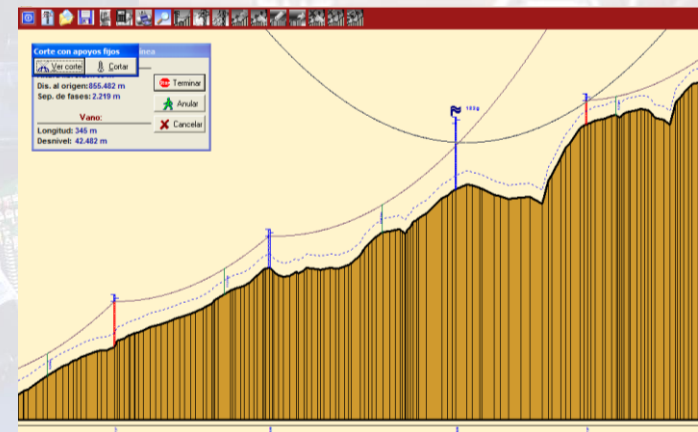 Corte con apoyos fijos
Ver corte
Cortar
Dis. al origen:855.482 m
Sep. de fases: 2.219 m
Vano:
Longitud: 345 m
Desnivel: 42.482 m
Terminar
Anular
Cancelar